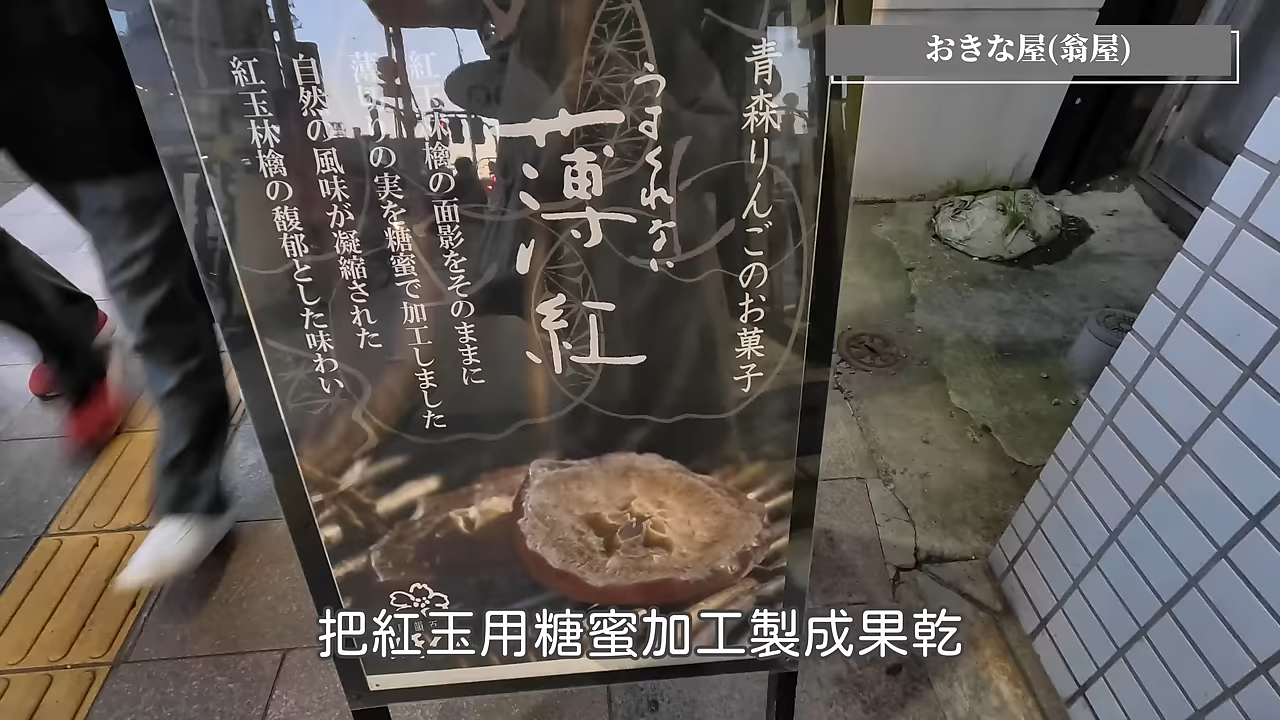 おきな屋(翁屋)
青森りんごのお菓子
うすくれない
薄紅
紅玉林檎の面影をそのままに
薄切りの実を糖蜜で加工しました
自然の風味が凝縮された
紅玉林檎の馥郁とした味わい
把紅玉用糖蜜加工製成果乾